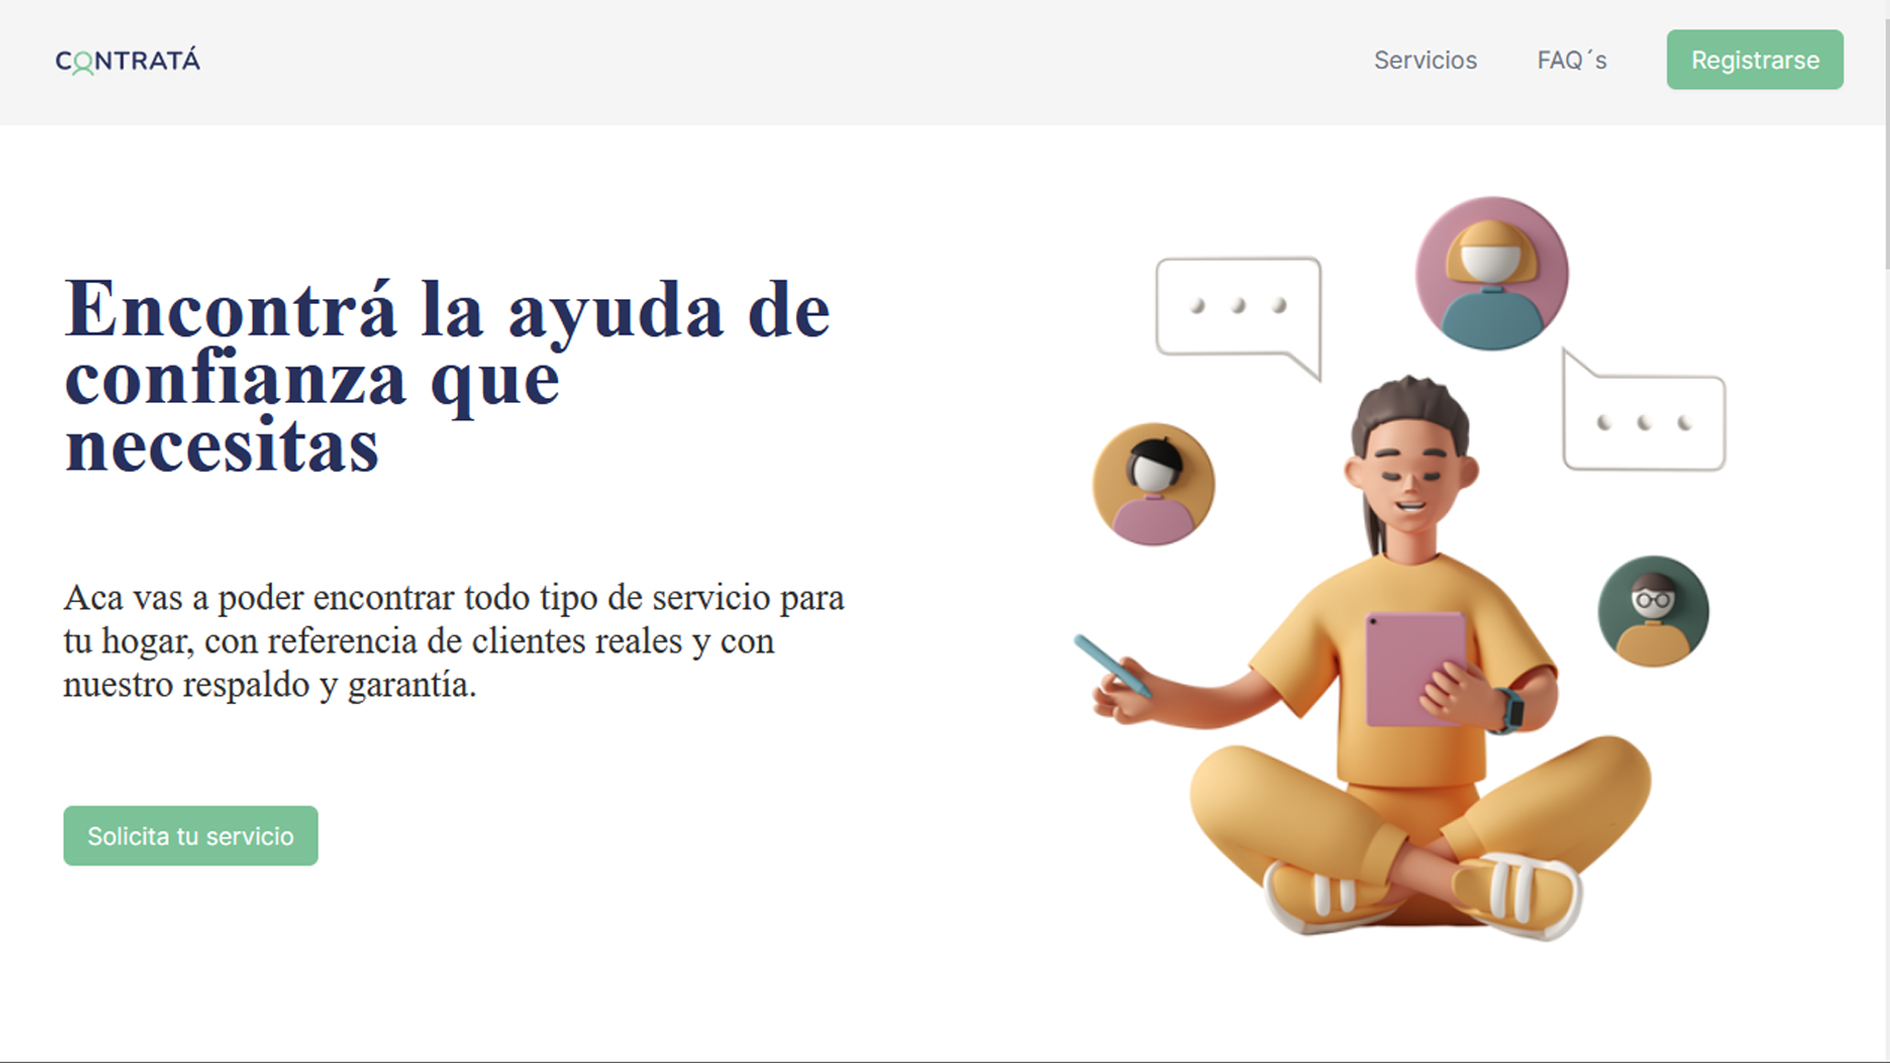 CONTRATÁ
Servicios
FAQ´s
Registrarse
Encontrá la ayuda de
confianza que
necesitas
Aca vas a poder encontrar todo tipo de servicio para
tu hogar, con referencia de clientes reales y con
nuestro respaldo y garantía.
Solicita tu servicio